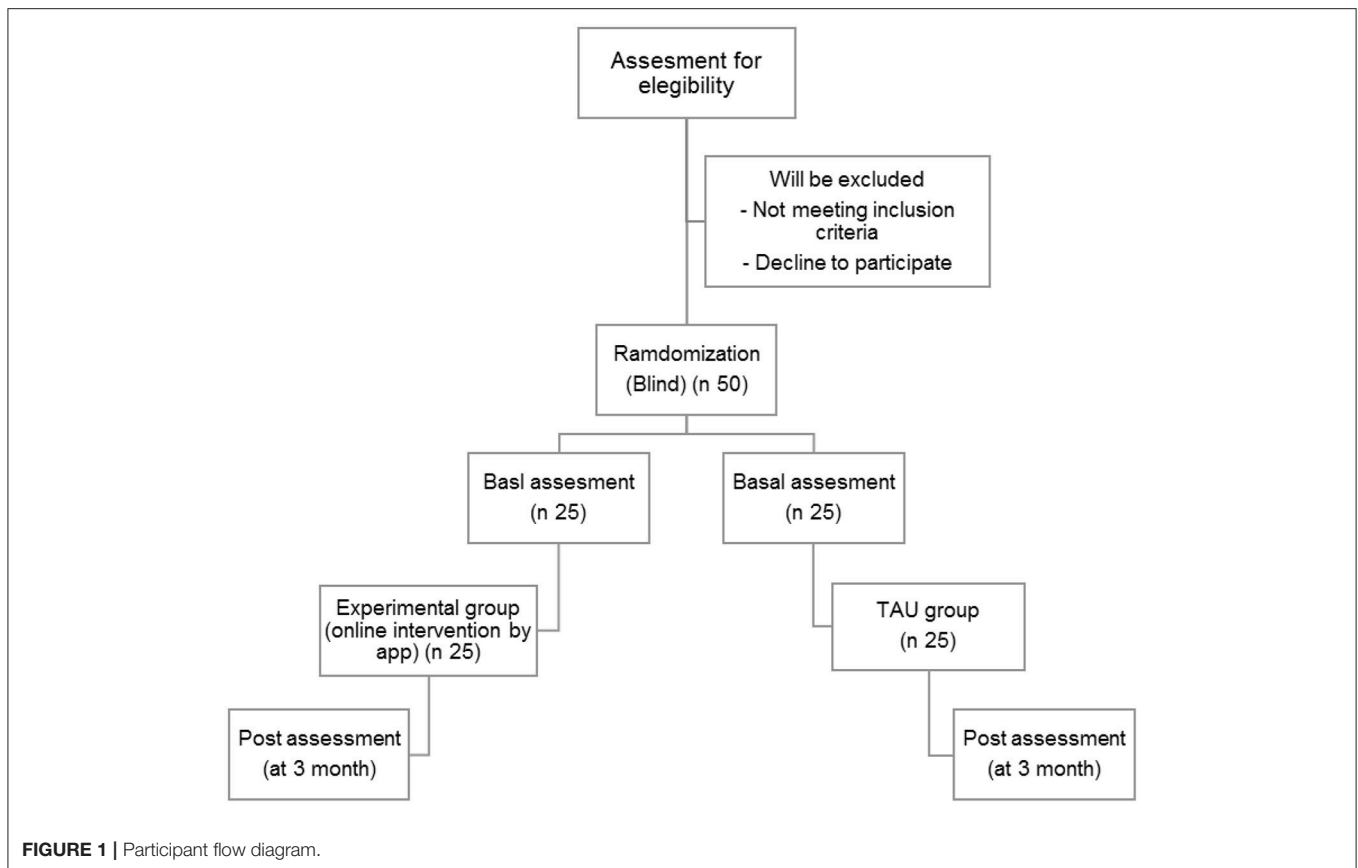 Assesment for
elegibility
Will be excluded
- Not meeting inclusion
criteria
- Decline to participate
Ramdomization
(Blind) (n 50)
Basl assesment
(n 25)
Basal assesment
(n 25)
Experimental group
(online intervention by
app) (n 25)
TAU group
(n 25)
Post assessment
(at 3 month)
Post assessment
(at 3 month)
FIGURE 1 | Participant flow diagram.